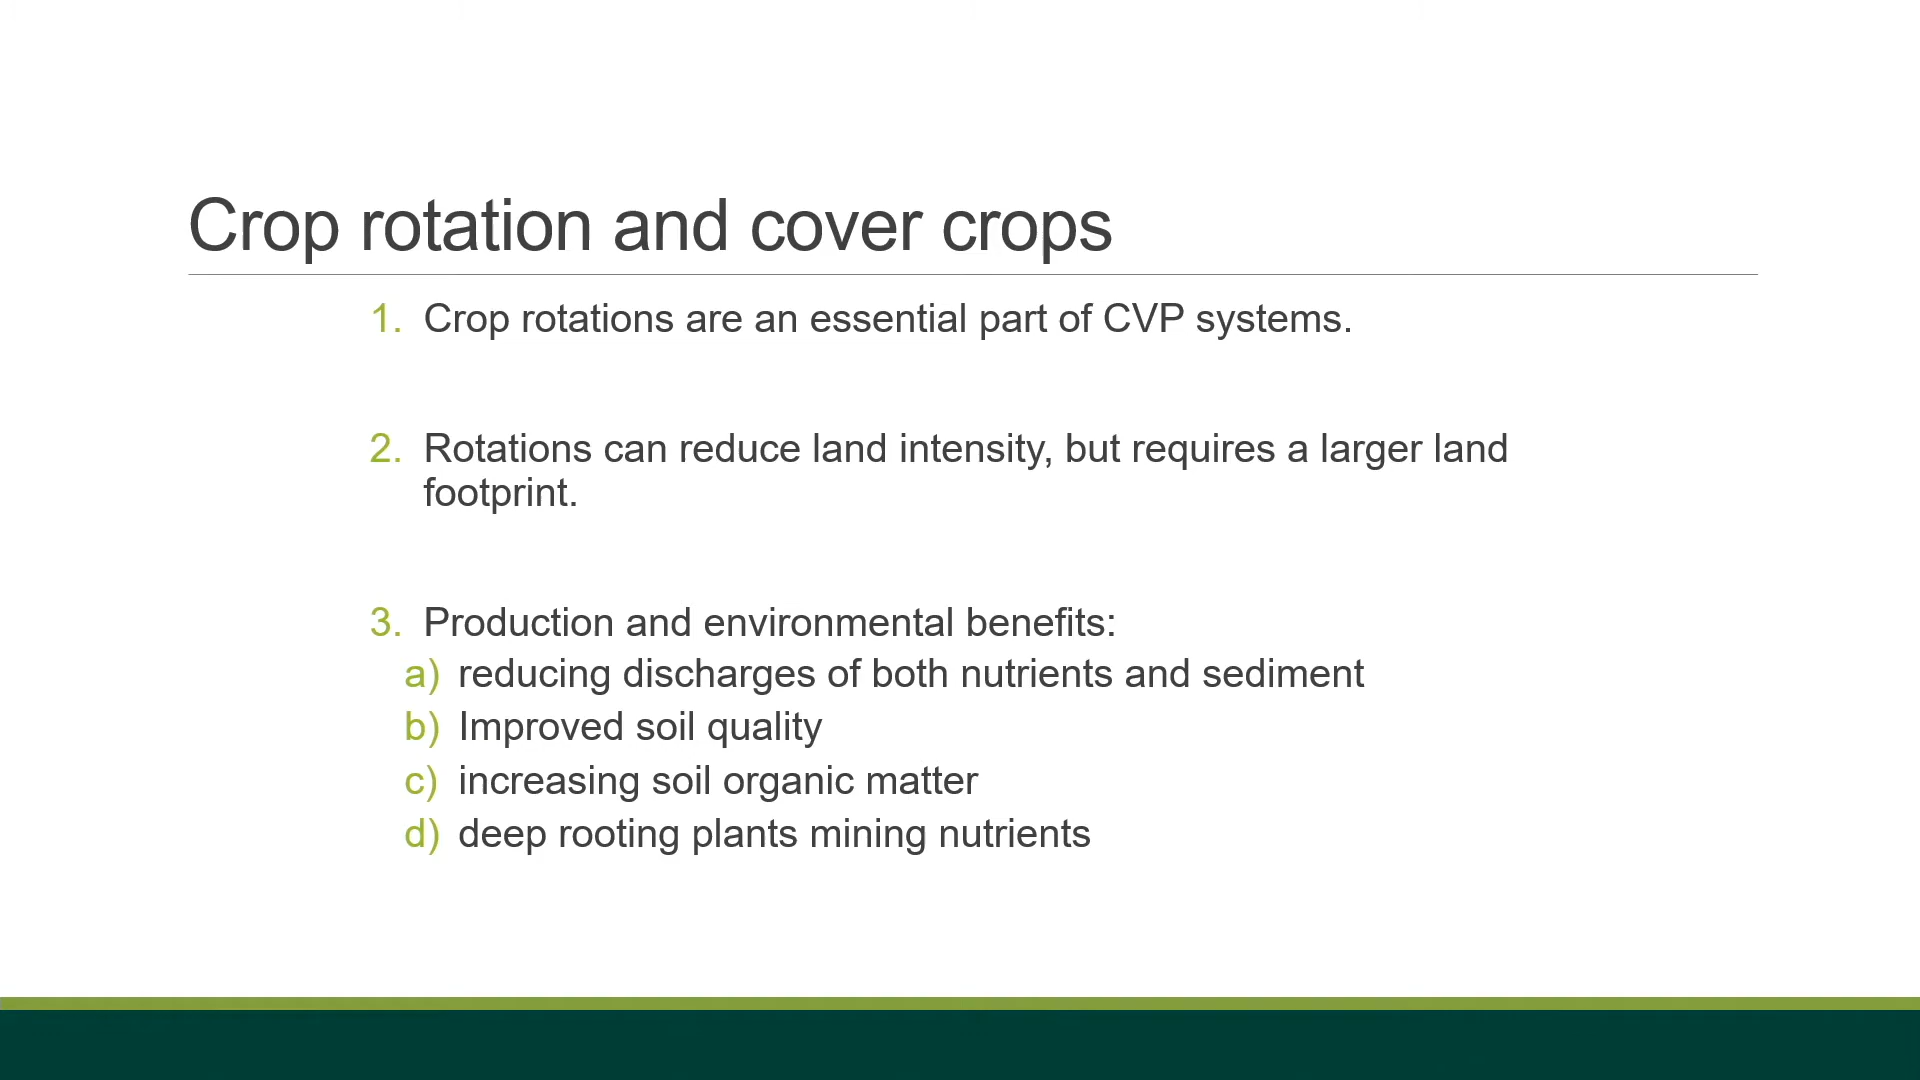 Crop rotation and cover crops
1. Crop rotations are an essential part of CVP systems.
2. Rotations can reduce land intensity, but requires a larger land
footprint.
3. Production and environmental benefits:
a) reducing discharges of both nutrients and sediment
b) Improved soil quality
c) increasing soil organic matter
d) deep rooting plants mining nutrients